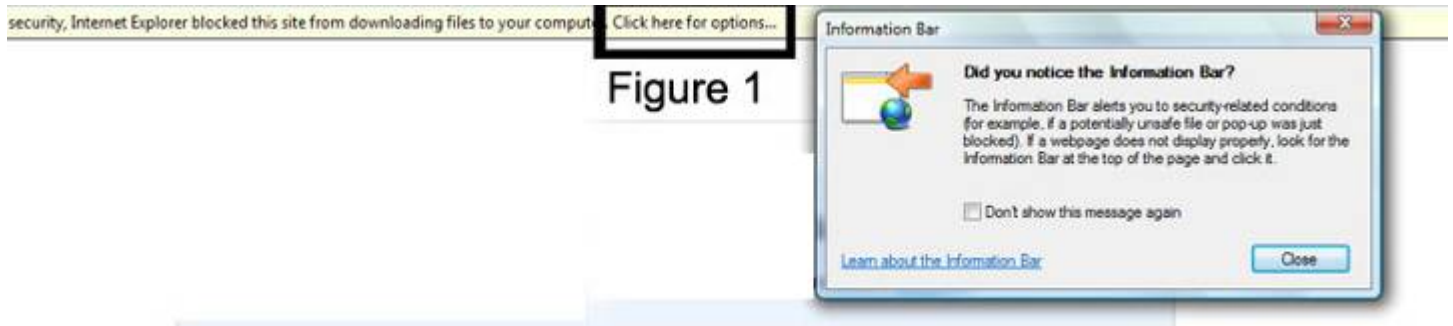 security, Internet Explorer blocked this site from downloading files to your compute Click here for options...
Figure 1
Information Bar
Did you notice the Information Bar?
The Information Bar alerts you to security-related conditions
(for example, if a potentially unsafe file or pop-up was just
blocked). If a webpage does not display properly, look for the
Information Bar at the top of the page and click it.
Don't show this message again
Learn about the Information Bar
Close